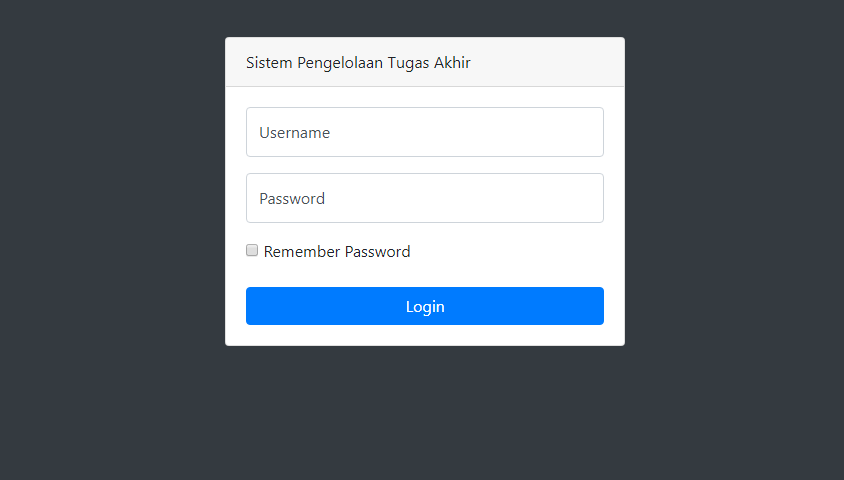 Sistem Pengelolaan Tugas Akhir
Username
Password
Remember Password
Login